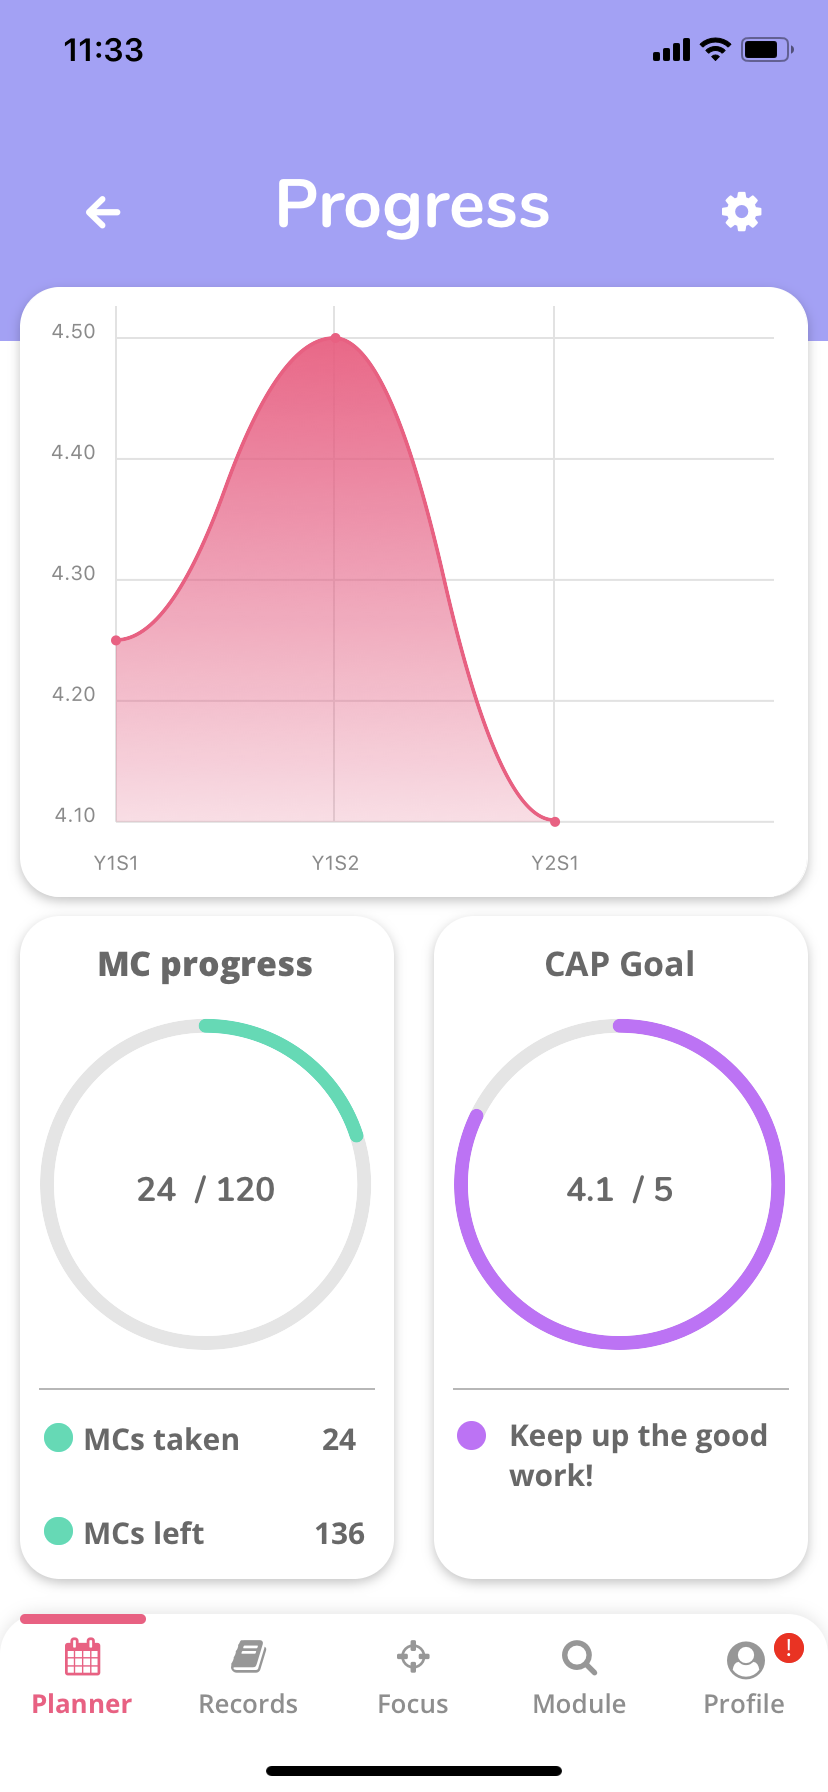 11:33
Progress
4.50
4.40
4.30
4.20
4.10
Y1S1 Y1S2 Y2S1
MC progress
24 / 120
MCs taken 24
MCs left 136
CAP Goal
4.1 / 5
Keep up the good
work!
Planner Records Focus Module Profile
!